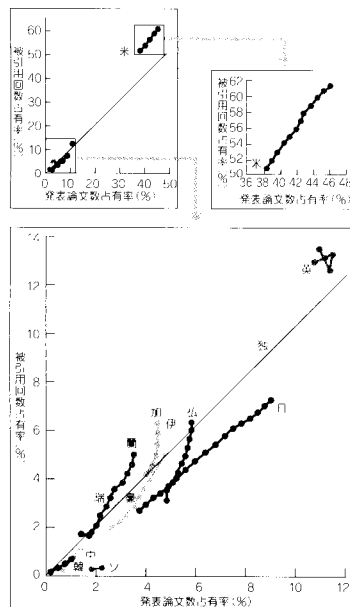 被引用回数占有率(%)
60
50
40
30
20
10
0
米
0 10 20 30 40 50
発表論文数占有率(%)
被引用回数占有率(%)
62
60
58
56
54
52
50
米
36 38 40 42 44 46 48
発表論文数占有率(%)
被引用回数占有率(%)
14
12
10
8
6
4
2
0
英
独
加
伊
仏
日
蘭
瑞
豪
中
韓
ソ
0 2 4 6 8 10 12
発表論文数占有率(%)